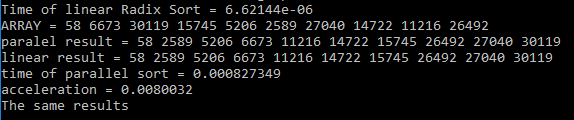 Time of linear Radix Sort = 6.62144e-06
ARRAY = 58 6673 30119 15745 5206 2589 27040 14722 11216 26492
paralel result = 58 2589 5206 6673 11216 14722 15745 26492 27040 30119
linear result = 58 2589 5206 6673 11216 14722 15745 26492 27040 30119
time of parallel sort = 0.000827349
acceleration = 0.0080032
The same results